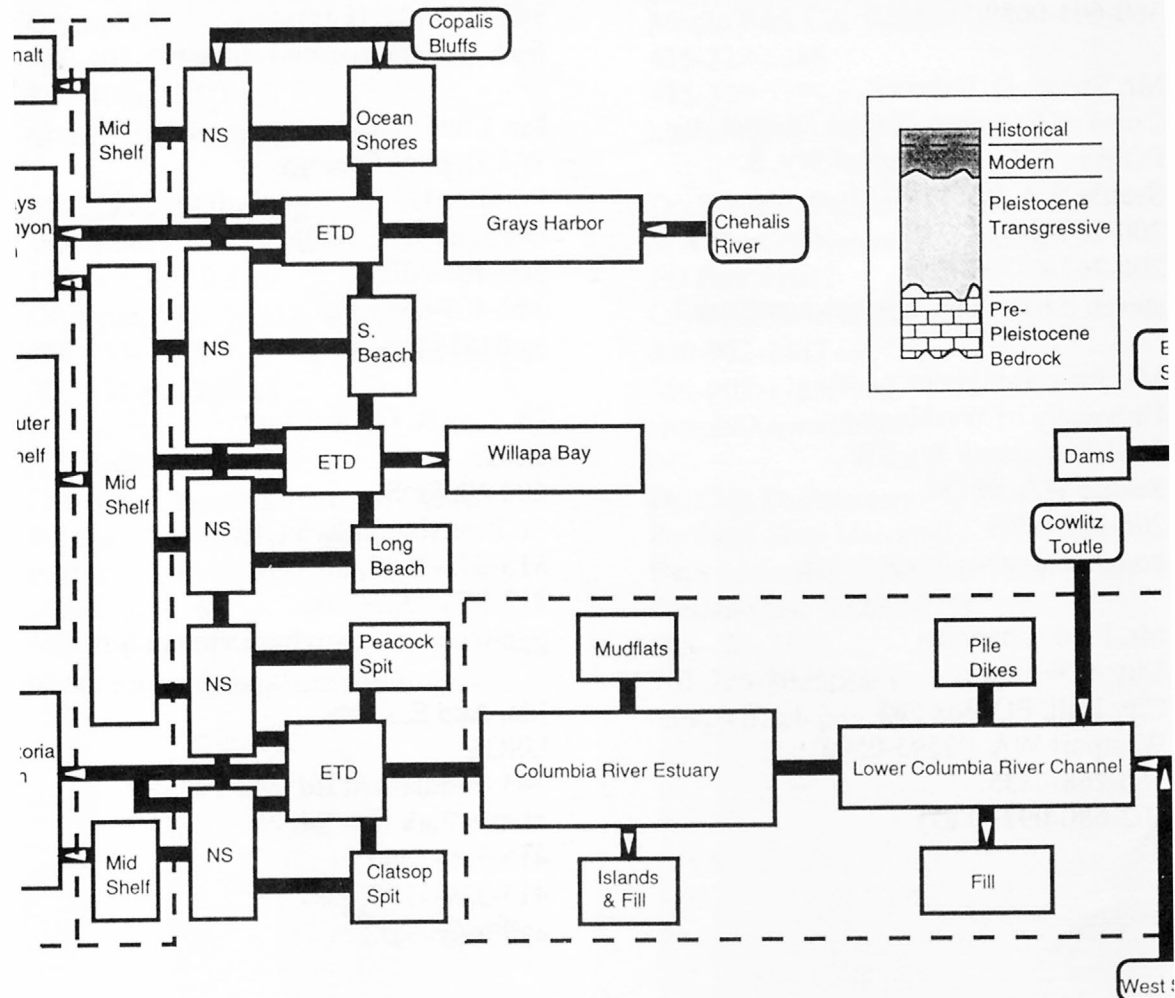 Copalis
Bluffs
Mid
Shelf
NS
Ocean
Shores
ETD
Grays Harbor
Chehalis
River
Historical
Modern
Pleistocene
Transgressive
Pre-
Pleistocene
Bedrock
NS
S.
Beach
Mid
Shelf
ETD
Willapa Bay
Dams
NS
Long
Beach
Cowlitz
Toutle
NS
Peacock
Spit
Mudflats
Pile
Dikes
ETD
Columbia River Estuary
Lower Columbia River Channel
Mid
Shelf
NS
Clatsop
Spit
Islands
& Fill
Fill
West